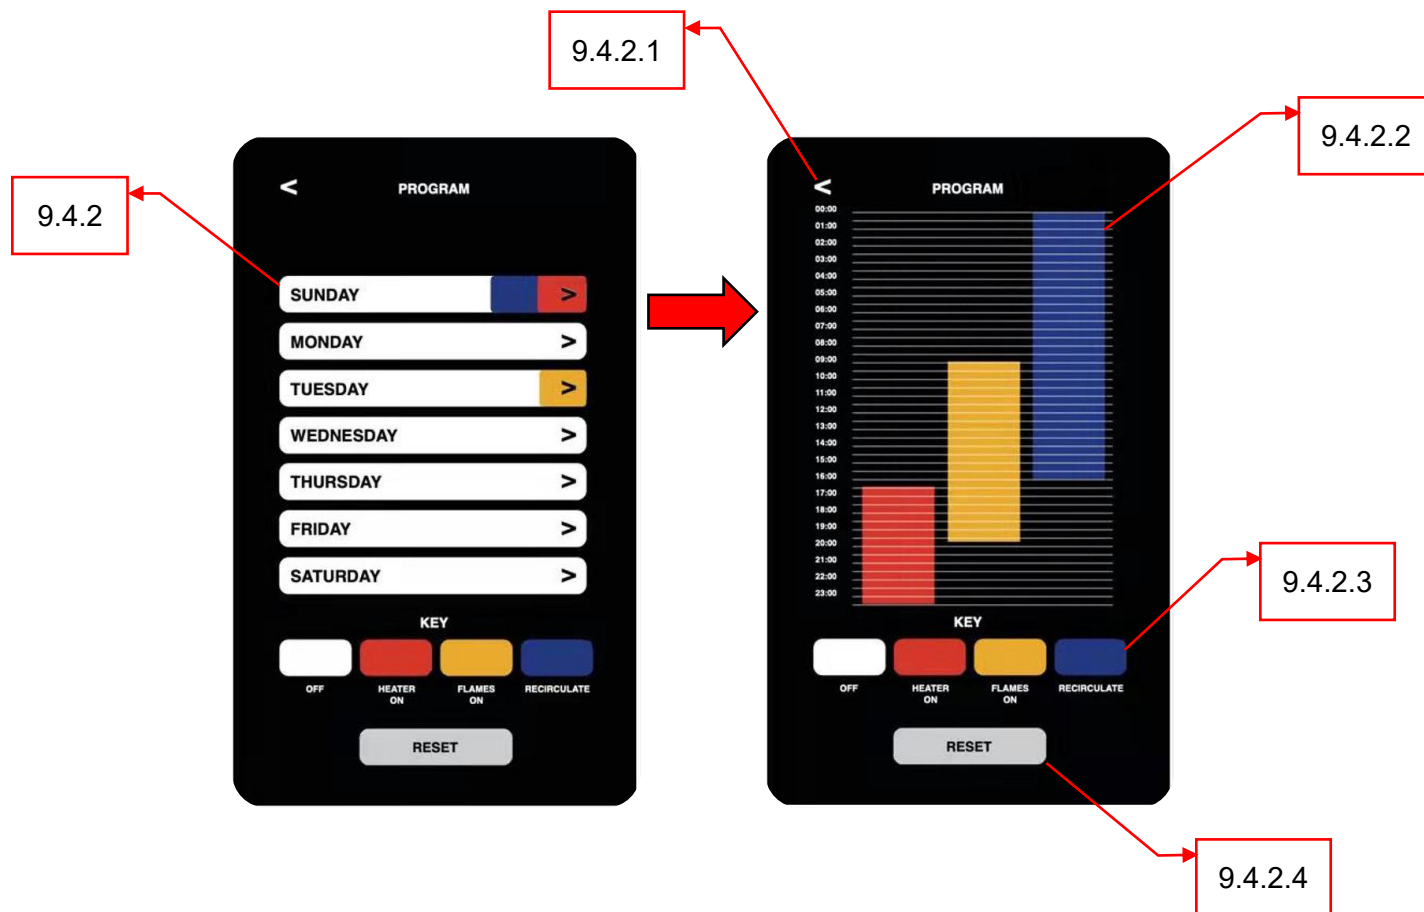 9.4.2.1
9.4.2.2
9.4.2
< PROGRAM
SUNDAY >
MONDAY >
TUESDAY >
WEDNESDAY >
THURSDAY >
FRIDAY >
SATURDAY >
KEY
OFF
HEATER
ON
FLAMES
ON
RECIRCULATE
RESET
< PROGRAM
00:00
01:00
02:00
03:00
04:00
05:00
06:00
07:00
08:00
09:00
10:00
11:00
12:00
13:00
14:00
15:00
16:00
17:00
18:00
19:00
20:00
21:00
22:00
23:00
KEY
OFF
HEATER
ON
FLAMES
ON
RECIRCULATE
RESET
9.4.2.3
9.4.2.4